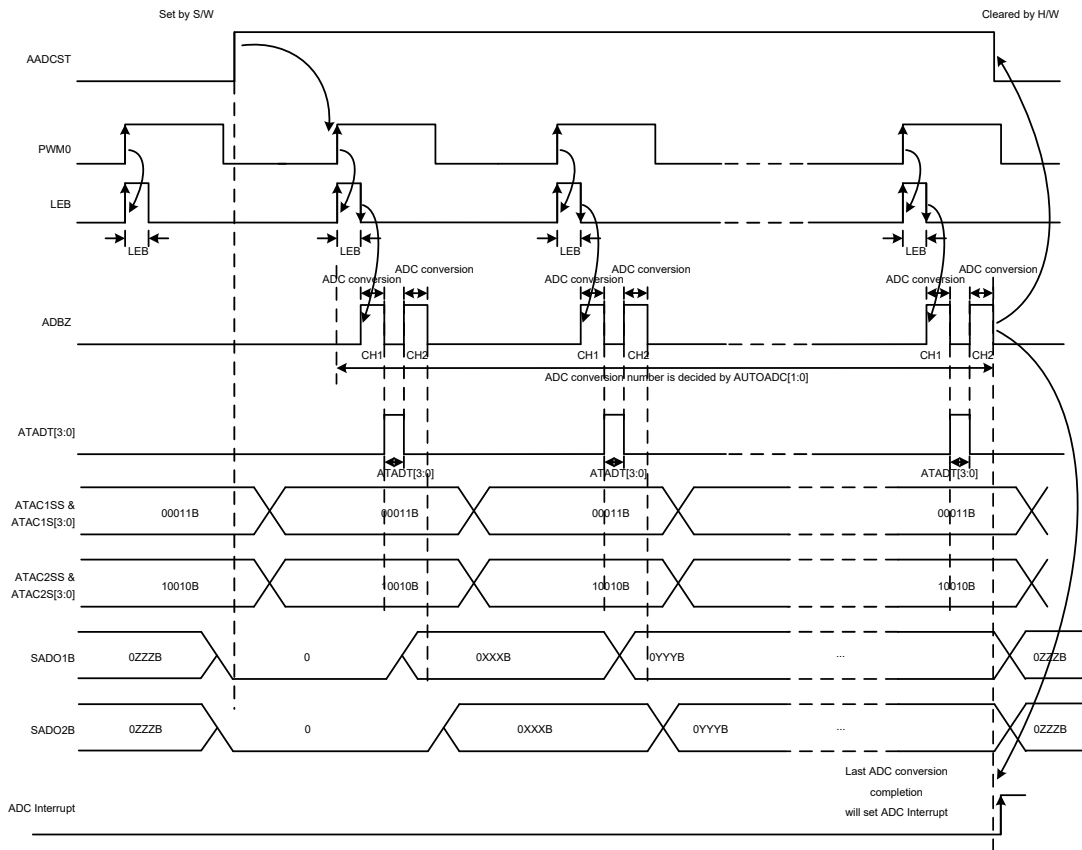 Set by S/W
Cleared by H/W
AADCST
PWM0
LEB
LEB
LEB
LEB
LEB
ADC conversion
ADC conversion
ADC conversion
ADC conversion
ADC conversion
ADC conversion
ADBZ
CH1
CH2
CH1
CH2
CH1
CH2
ADC conversion number is decided by AUTOADC[1:0]
ATADT[3:0]
ATADT[3:0]
ATADT[3:0]
ATADT[3:0]
ATAC1SS &
ATAC1S[3:0]
00011B
00011B
00011B
00011B
ATAC2SS &
ATAC2S[3:0]
10010B
10010B
10010B
10010B
SADO1B
0ZZZB
0
0XXXB
0YYYB
...
0ZZZB
SADO2B
0ZZZB
0
0XXXB
0YYYB
...
0ZZZB
Last ADC conversion
completion
will set ADC Interrupt
ADC Interrupt